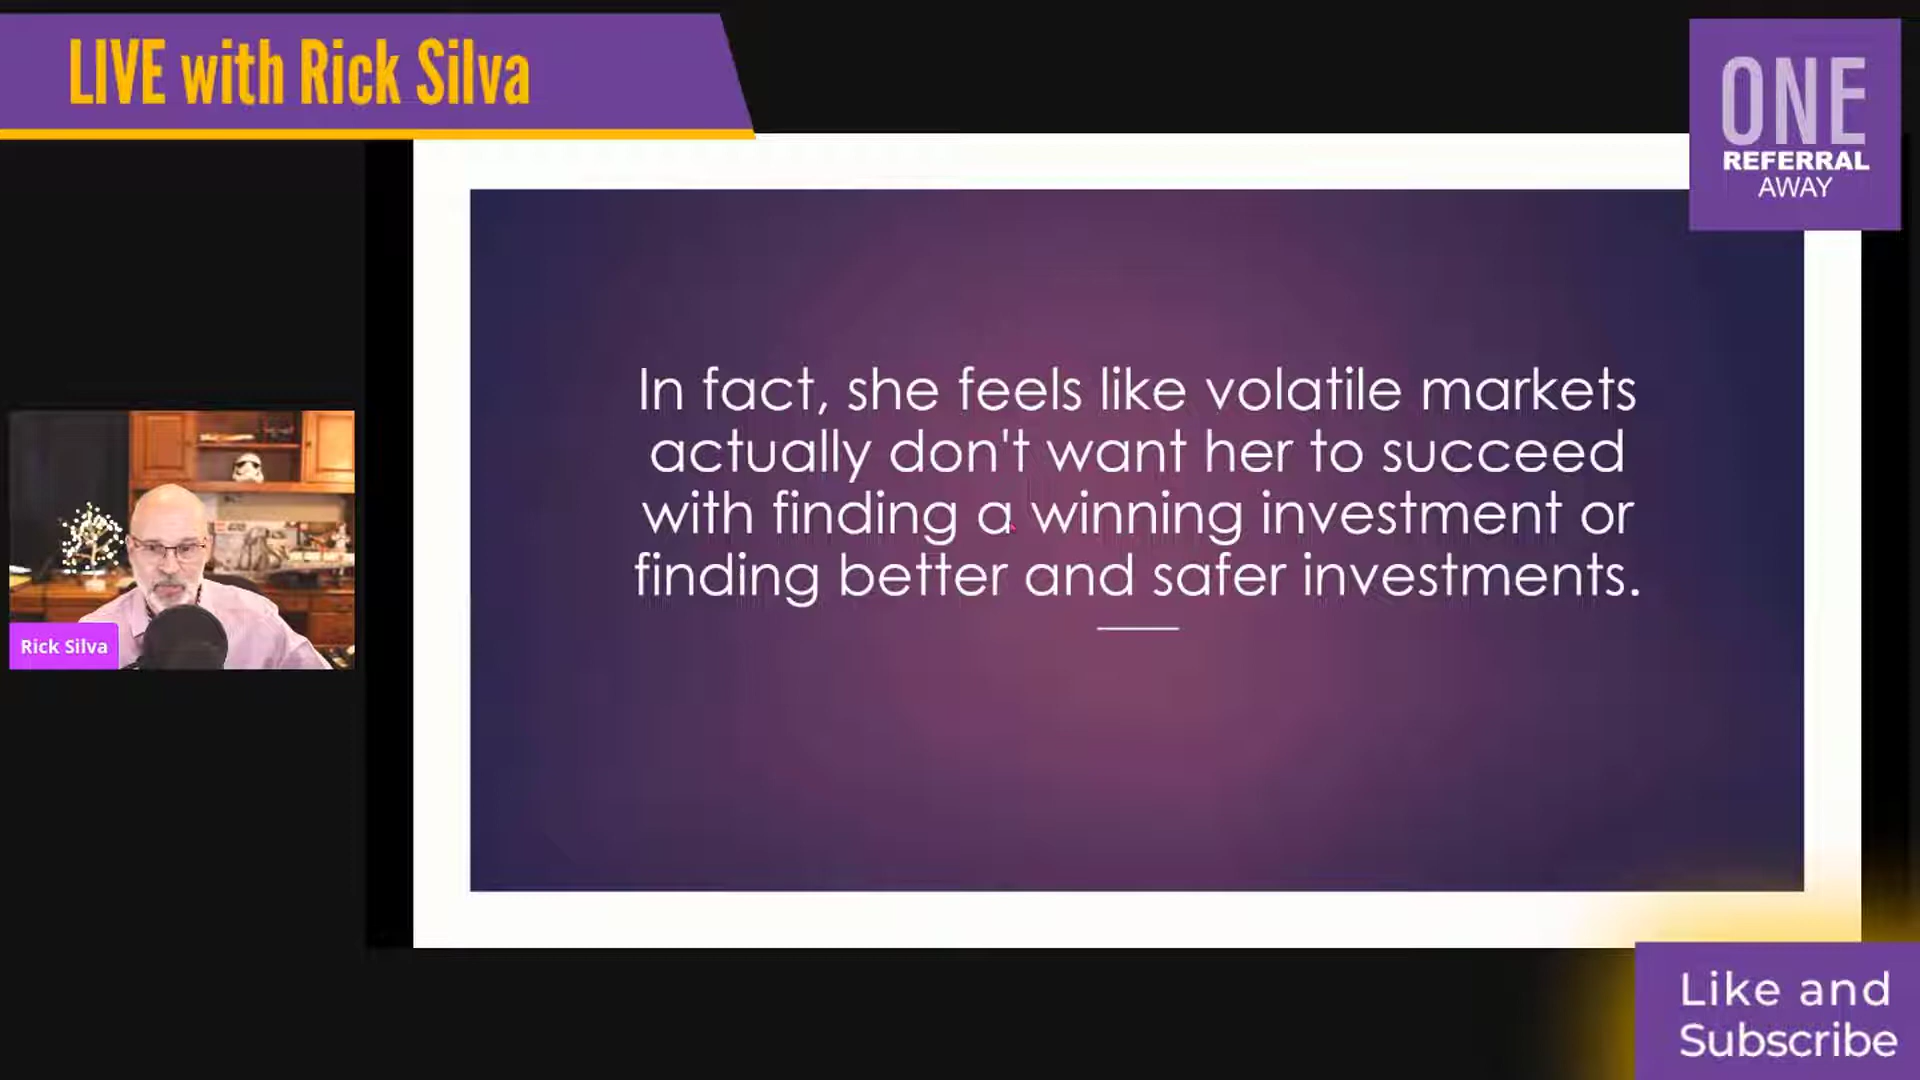 LIVE with Rick Silva
ONE
REFERRAL
AWAY
In fact, she feels like volatile markets
actually don't want her to succeed
with finding a winning investment or
finding better and safer investments.
Rick Silva
Like and
Subscribe